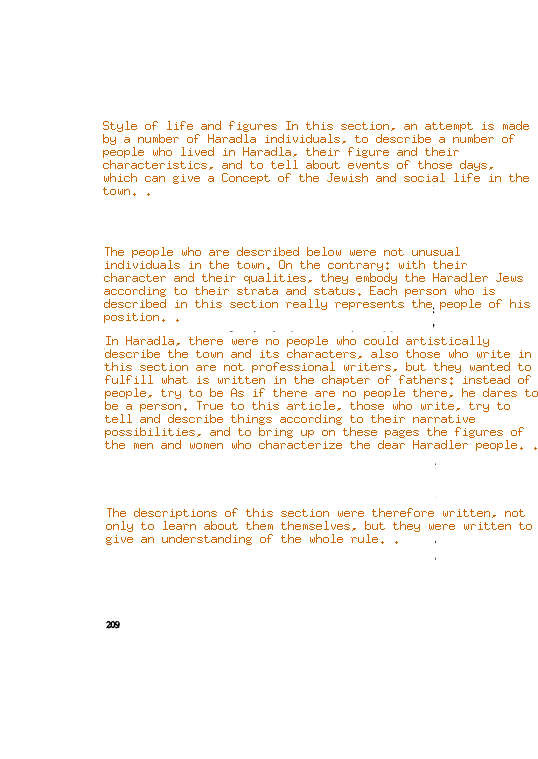 Style of life and figures In this section, an attempt is made
by a number of Haradla individuals, to describe a number of
people who lived in Haradla, their figure and their
characteristics, and to tell about events of those days,
which can give a Concept of the Jewish and social life in the
town. .
The people who are described below were not unusual
individuals in the town. On the contrary: with their
character and their qualities, they embody the Haradler Jews
according to their strata and status. Each person who is
described in this section really represents the people of his
position. .
In Haradla, there were no people who could artistically
describe the town and its characters, also those who write in
this section are not professional writers, but they wanted to
fulfill what is written in the chapter of fathers: instead of
people, try to be As if there are no people there, he dares to
be a person. True to this article, those who write, try to
tell and describe things according to their narrative
possibilities, and to bring up on these pages the figures of
the men and women who characterize the dear Haradler people. .
The descriptions of this section were therefore written, not
only to learn about them themselves, but they were written to
give an understanding of the whole rule. .
209